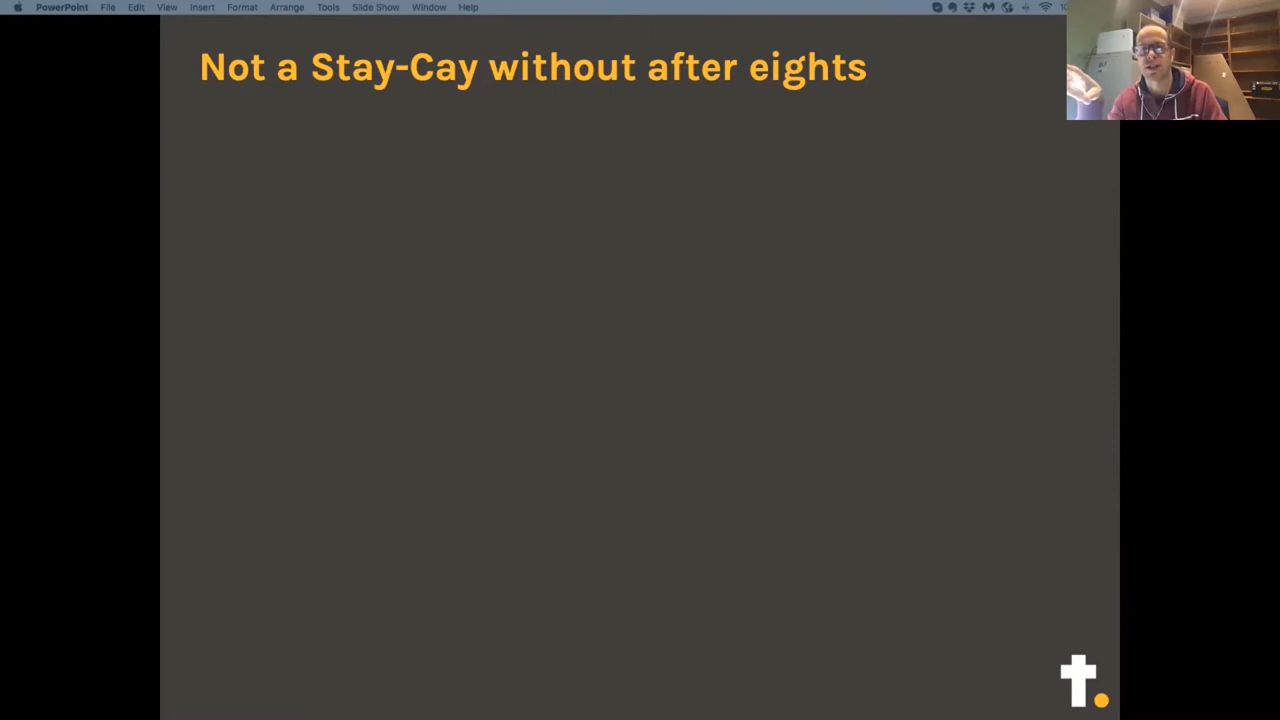 PowerPoint File Edit View Insert Format Arrange Tools Slide Show Window Help
Not a Stay-Cay without after eights
t.